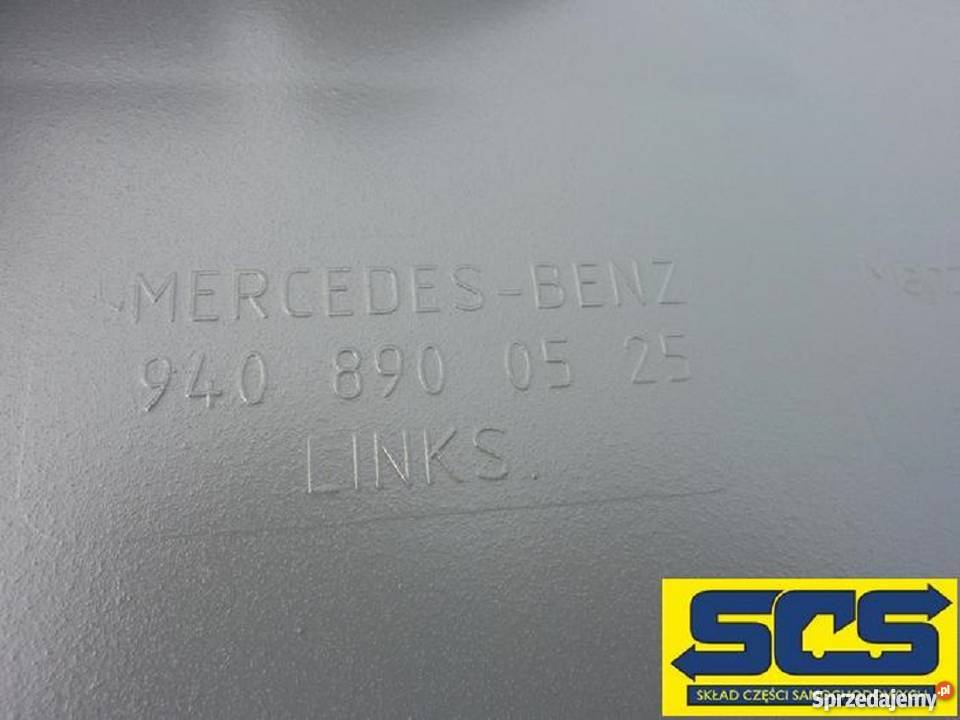 MERCEDES-BENZ
940 890 05 25
LINKS.
SCS
SKŁAD CZĘŚCI SAMOCHODOWYCH
Sprzedajemy.pl